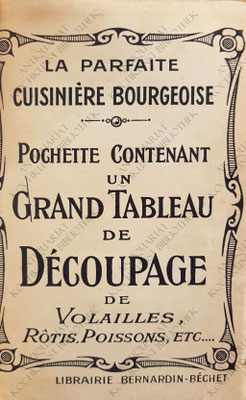 LA PARFAITE
CUISINIÈRE BOURGEOISE
POCHETTE CONTENANT
UN
GRAND TABLEAU
DE
DÉCOUPAGE
DE
VOLAILLES,
RÔTIS, POISSONS, ETC....
LIBRAIRIE BERNARDIN-BÉCHET